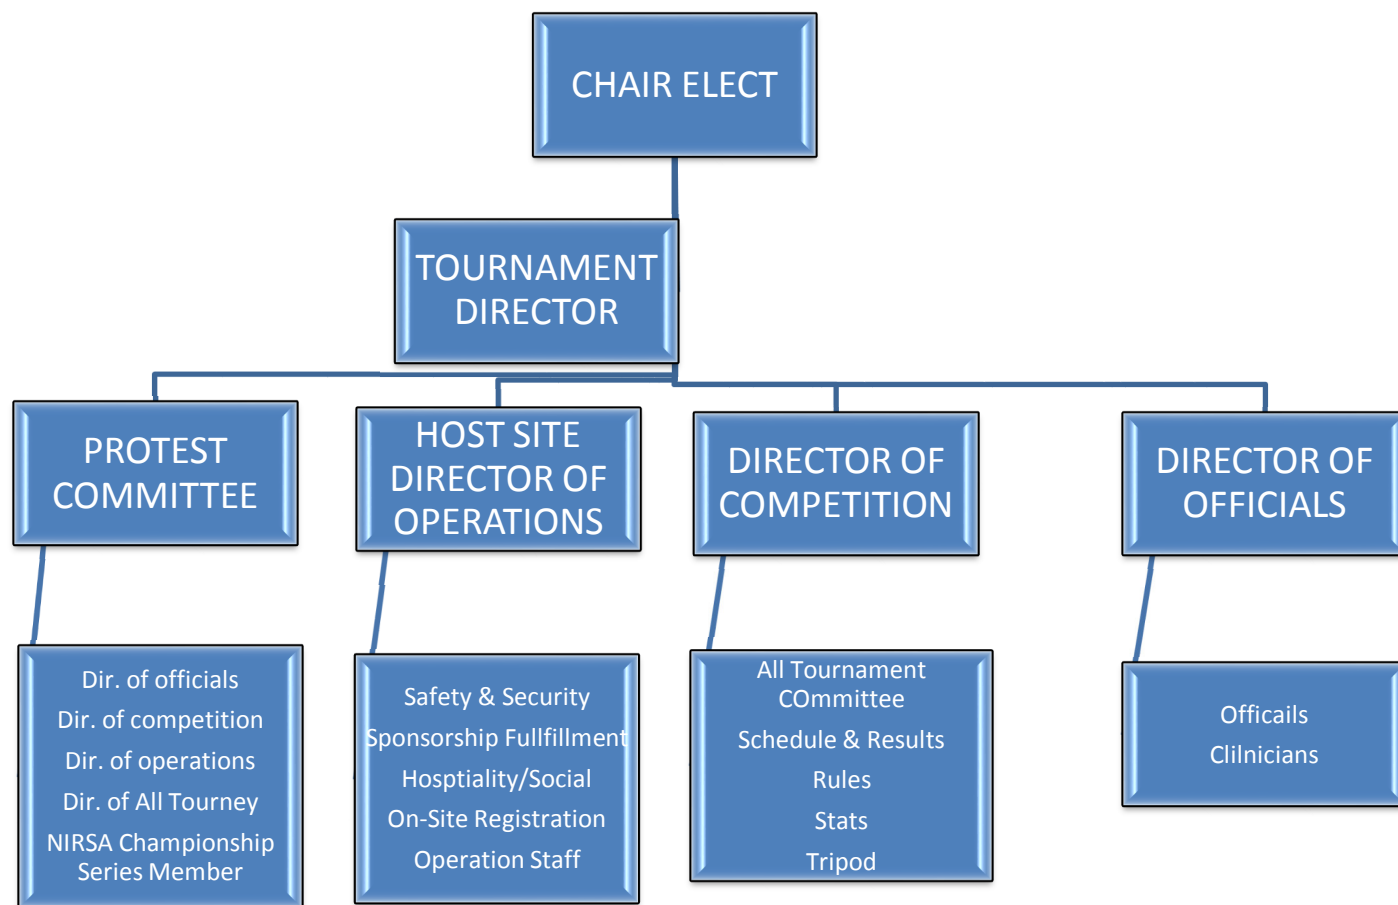 CHAIR ELECT
TOURNAMENT
DIRECTOR
PROTEST
COMMITTEE
HOST SITE
DIRECTOR OF
OPERATIONS
DIRECTOR OF
COMPETITION
DIRECTOR OF
OFFICIALS
Dir. of officials
Dir. of competition
Dir. of operations
Dir. of All Tourney
NIRSA Championship
Series Member
Safety & Security
Sponsorship Fullfillment
Hosptiality/Social
On-Site Registration
Operation Staff
All Tournament
COmmittee
Schedule & Results
Rules
Stats
Tripod
Officails
Clilnicians